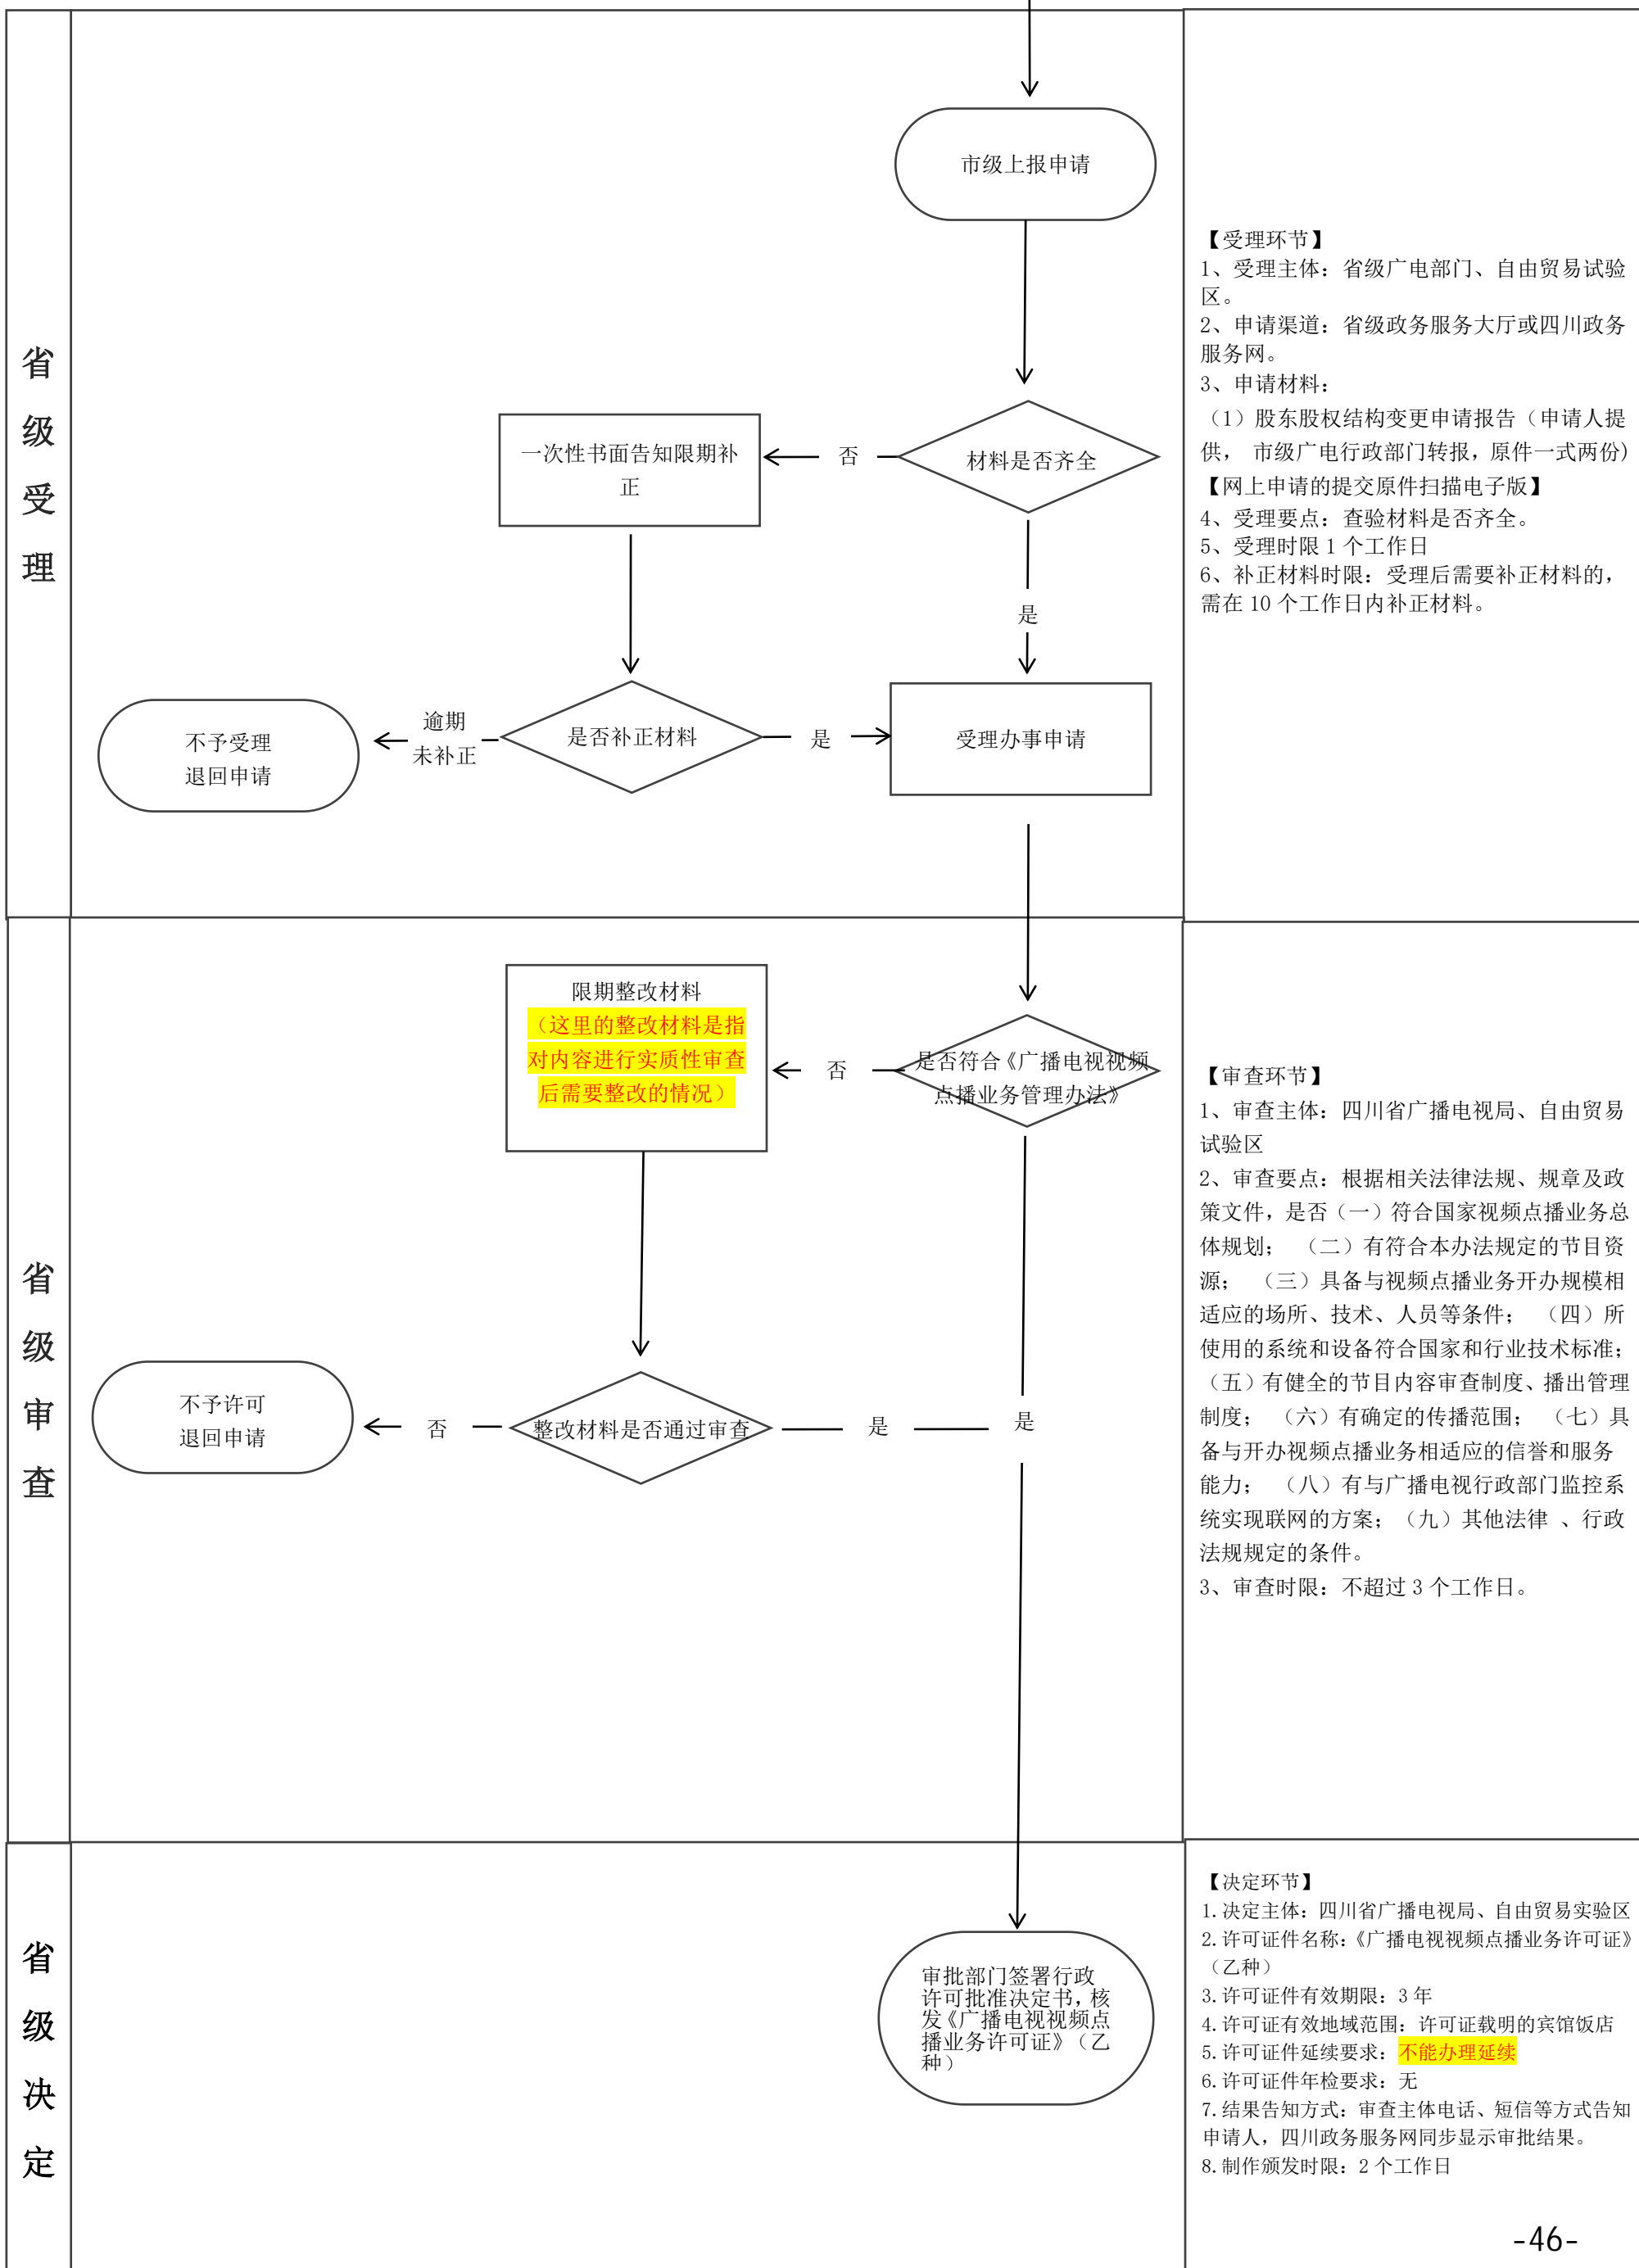 省
级
受
理
市级上报申请
材料是否齐全
否
一次性书面告知限期补
正
是
是否补正材料
逾期
未补正
是
不予受理
退回申请
受理办事申请
【受理环节】
1、受理主体：省级广电部门、自由贸易试验
区。
2、申请渠道：省级政务服务大厅或四川政务
服务网。
3、申请材料：
（1）股东股权结构变更申请报告（申请人提
供， 市级广电行政部门转报，原件一式两份)
【网上申请的提交原件扫描电子版】
4、受理要点：查验材料是否齐全。
5、受理时限 1 个工作日
6、补正材料时限：受理后需要补正材料的，
需在 10 个工作日内补正材料。
省
级
审
查
是否符合《广播电视视频
点播业务管理办法》
否
限期整改材料
（这里的整改材料是指
对内容进行实质性审查
后需要整改的情况）
整改材料是否通过审查
否
是
是
不予许可
退回申请
【审查环节】
1、审查主体：四川省广播电视局、自由贸易
试验区
2、审查要点：根据相关法律法规、规章及政
策文件，是否（一）符合国家视频点播业务总
体规划； （二）有符合本办法规定的节目资
源； （三）具备与视频点播业务开办规模相
适应的场所、技术、人员等条件； （四）所
使用的系统和设备符合国家和行业技术标准；
（五）有健全的节目内容审查制度、播出管理
制度； （六）有确定的传播范围； （七）具
备与开办视频点播业务相适应的信誉和服务
能力； （八）有与广播电视行政部门监控系
统实现联网的方案；（九）其他法律 、行政
法规规定的条件。
3、审查时限：不超过 3 个工作日。
省
级
决
定
审批部门签署行政
许可批准决定书，核
发《广播电视视频点
播业务许可证》（乙
种）
【决定环节】
1.决定主体：四川省广播电视局、自由贸易实验区
2.许可证件名称：《广播电视视频点播业务许可证》
（乙种）
3.许可证件有效期限：3 年
4.许可证有效地域范围：许可证载明的宾馆饭店
5.许可证件延续要求：不能办理延续
6.许可证件年检要求：无
7.结果告知方式：审查主体电话、短信等方式告知
申请人，四川政务服务网同步显示审批结果。
8.制作颁发时限：2 个工作日
-46-